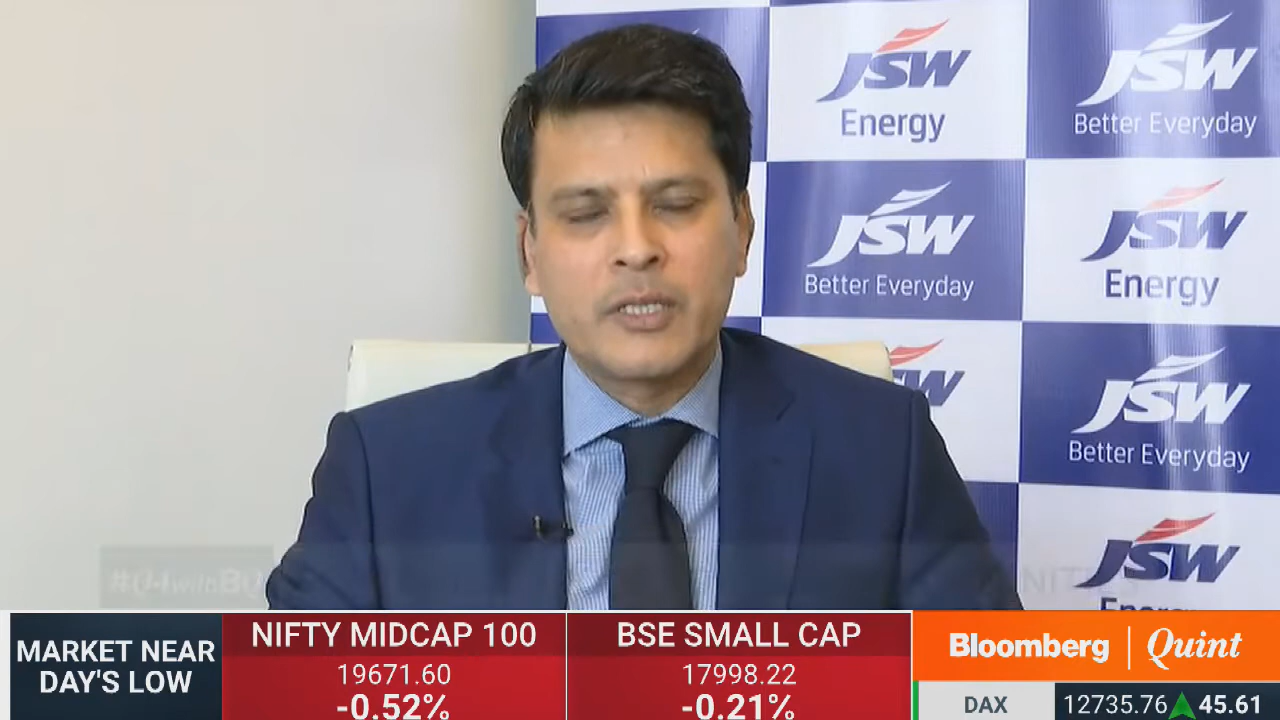 JSW
Energy
JSW
Better Everyday
JSW
Better Everyday
JSW
Energy
JSW
Better Everyday
JSW
MARKET NEAR
DAY'S LOW
NIFTY MIDCAP 100
19671.60
-0.52%
BSE SMALL CAP
17998.22
-0.21%
Bloomberg | Quint
DAX
12735.76 ▲ 45.61